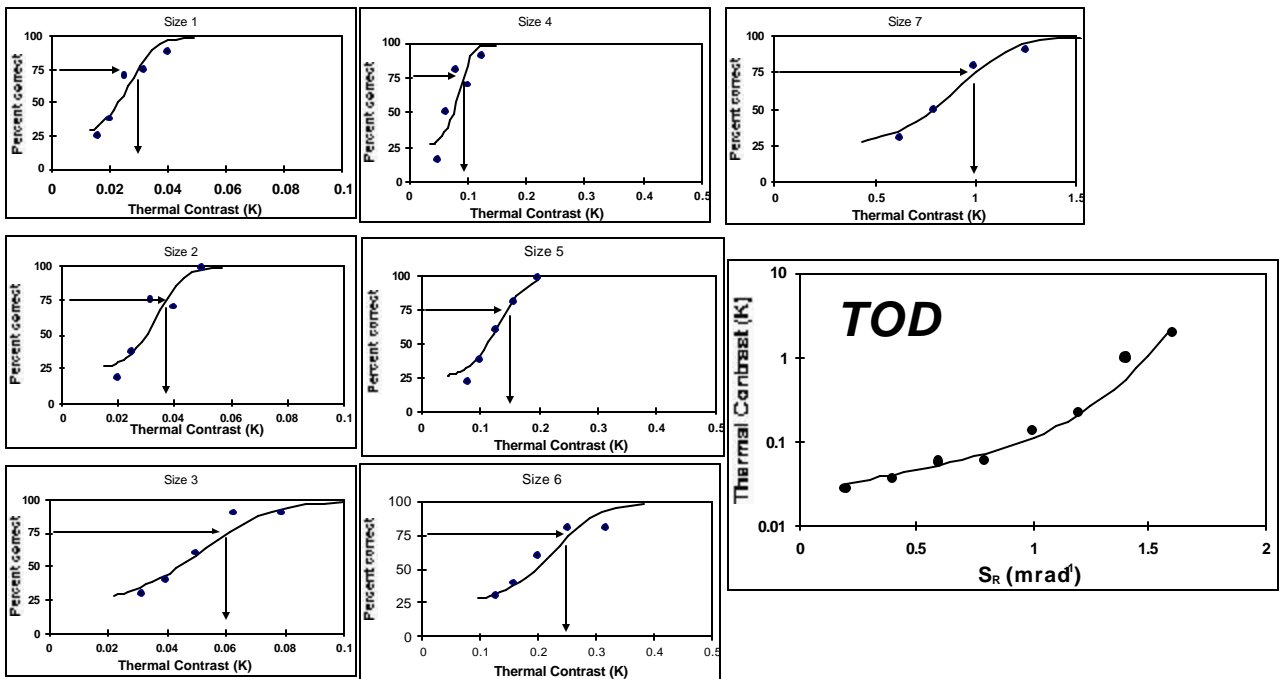 Size 1
Percent correct
100
75
50
25
0
0 0.02 0.04 0.06 0.08 0.1
Thermal Contrast (K)
Size 4
Percent correct
100
75
50
25
0
0 0.1 0.2 0.3 0.4 0.5
Thermal Contrast (K)
Size 7
Percent correct
100
75
50
25
0
0 0.5 1 1.5
Thermal Contrast (K)
Size 2
Percent correct
100
75
50
25
0
0 0.02 0.04 0.06 0.08 0.1
Thermal Contrast (K)
Size 5
Percent correct
100
75
50
25
0
0 0.1 0.2 0.3 0.4 0.5
Thermal Contrast (K)
TOD
Thermal Contrast (K)
10
1
0.1
0.01
0 0.5 1 1.5 2
SR (mrad1)
Size 3
Percent correct
100
75
50
25
0
0 0.02 0.04 0.06 0.08 0.1
Thermal Contrast (K)
Size 6
Percent correct
100
75
50
25
0
0 0.1 0.2 0.3 0.4 0.5
Thermal Contrast (K)